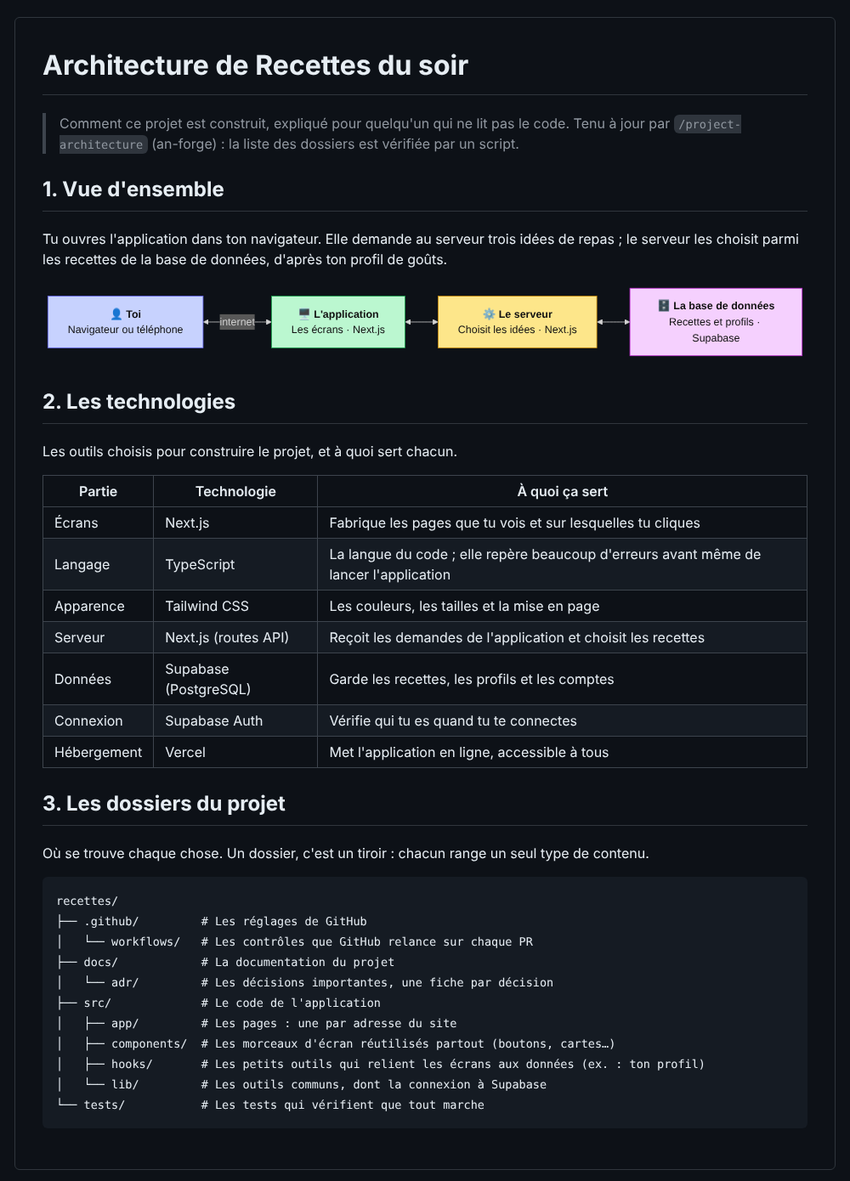 Architecture de Recettes du soir
Comment ce projet est construit, expliqué pour quelqu'un qui ne lit pas le code. Tenu à jour par /project-
architecture (an-forge) : la liste des dossiers est vérifiée par un script.
1. Vue d'ensemble
Tu ouvres l'application dans ton navigateur. Elle demande au serveur trois idées de repas ; le serveur les choisit parmi
les recettes de la base de données, d'après ton profil de goûts.
👤 Toi
Navigateur ou téléphone
internet
🖥️ L'application
Les écrans · Next.js
⚙️ Le serveur
Choisit les idées · Next.js
🗄️ La base de données
Recettes et profils ·
Supabase
2. Les technologies
Les outils choisis pour construire le projet, et à quoi sert chacun.
Partie Technologie À quoi ça sert
Écrans Next.js Fabrique les pages que tu vois et sur lesquelles tu cliques
Langage TypeScript La langue du code ; elle repère beaucoup d'erreurs avant même de
lancer l'application
Apparence Tailwind CSS Les couleurs, les tailles et la mise en page
Serveur Next.js (routes API) Reçoit les demandes de l'application et choisit les recettes
Données Supabase
(PostgreSQL) Garde les recettes, les profils et les comptes
Connexion Supabase Auth Vérifie qui tu es quand tu te connectes
Hébergement Vercel Met l'application en ligne, accessible à tous
3. Les dossiers du projet
Où se trouve chaque chose. Un dossier, c'est un tiroir : chacun range un seul type de contenu.
recettes/
├── .github/         # Les réglages de GitHub
│   └── workflows/   # Les contrôles que GitHub relance sur chaque PR
├── docs/            # La documentation du projet
│   └── adr/         # Les décisions importantes, une fiche par décision
├── src/             # Le code de l'application
│   ├── app/         # Les pages : une par adresse du site
│   ├── components/  # Les morceaux d'écran réutilisés partout (boutons, cartes…)
│   ├── hooks/       # Les petits outils qui relient les écrans aux données (ex. : ton profil)
│   └── lib/         # Les outils communs, dont la connexion à Supabase
└── tests/           # Les tests qui vérifient que tout marche